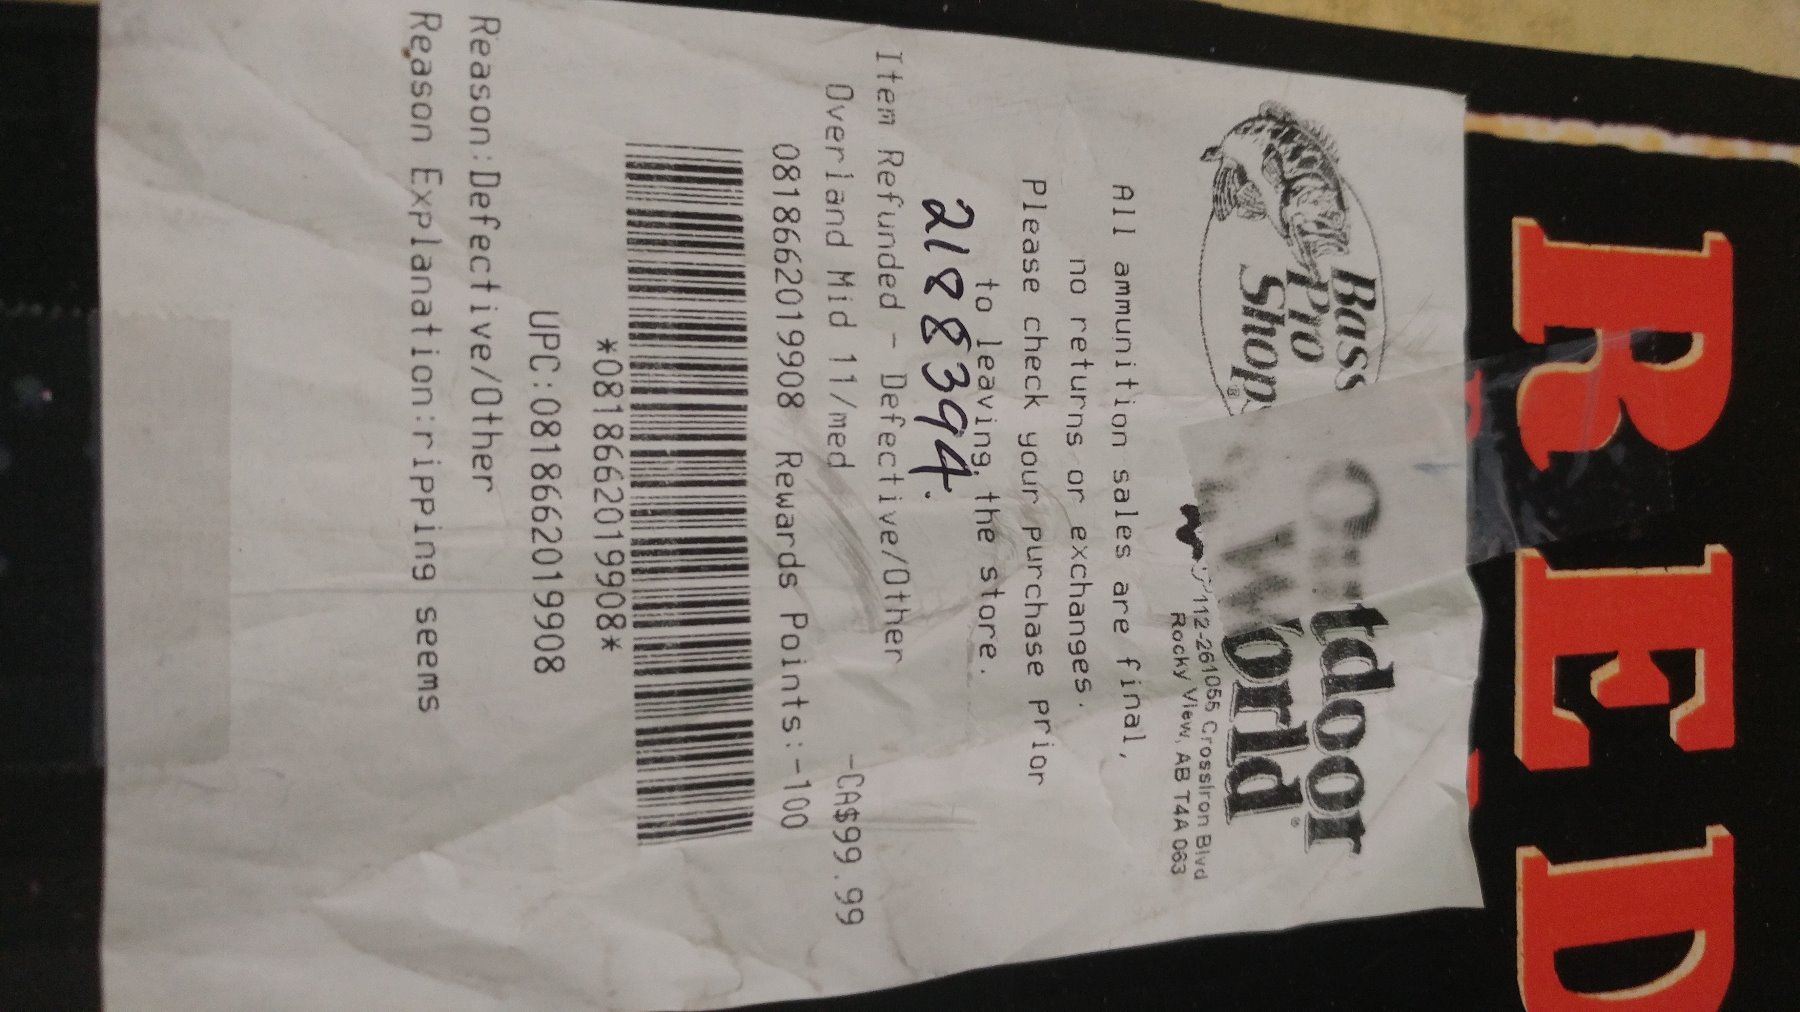 RED
Bass
Pro
Shops®
Outdoor
World®
112-261055 CrossIron Blvd
Rocky View, AB T4A 063
All ammunition sales are final,
no returns or exchanges.
Please check your purchase prior
to leaving the store.
2188394.
Item Refunded - Defective/Other
Overland Mid 11/med -CA$99.99
0818662019908 Rewards Points:-100
*0818662019908*
UPC:0818662019908
Reason:Defective/Other
Reason Explanation:ripping seems